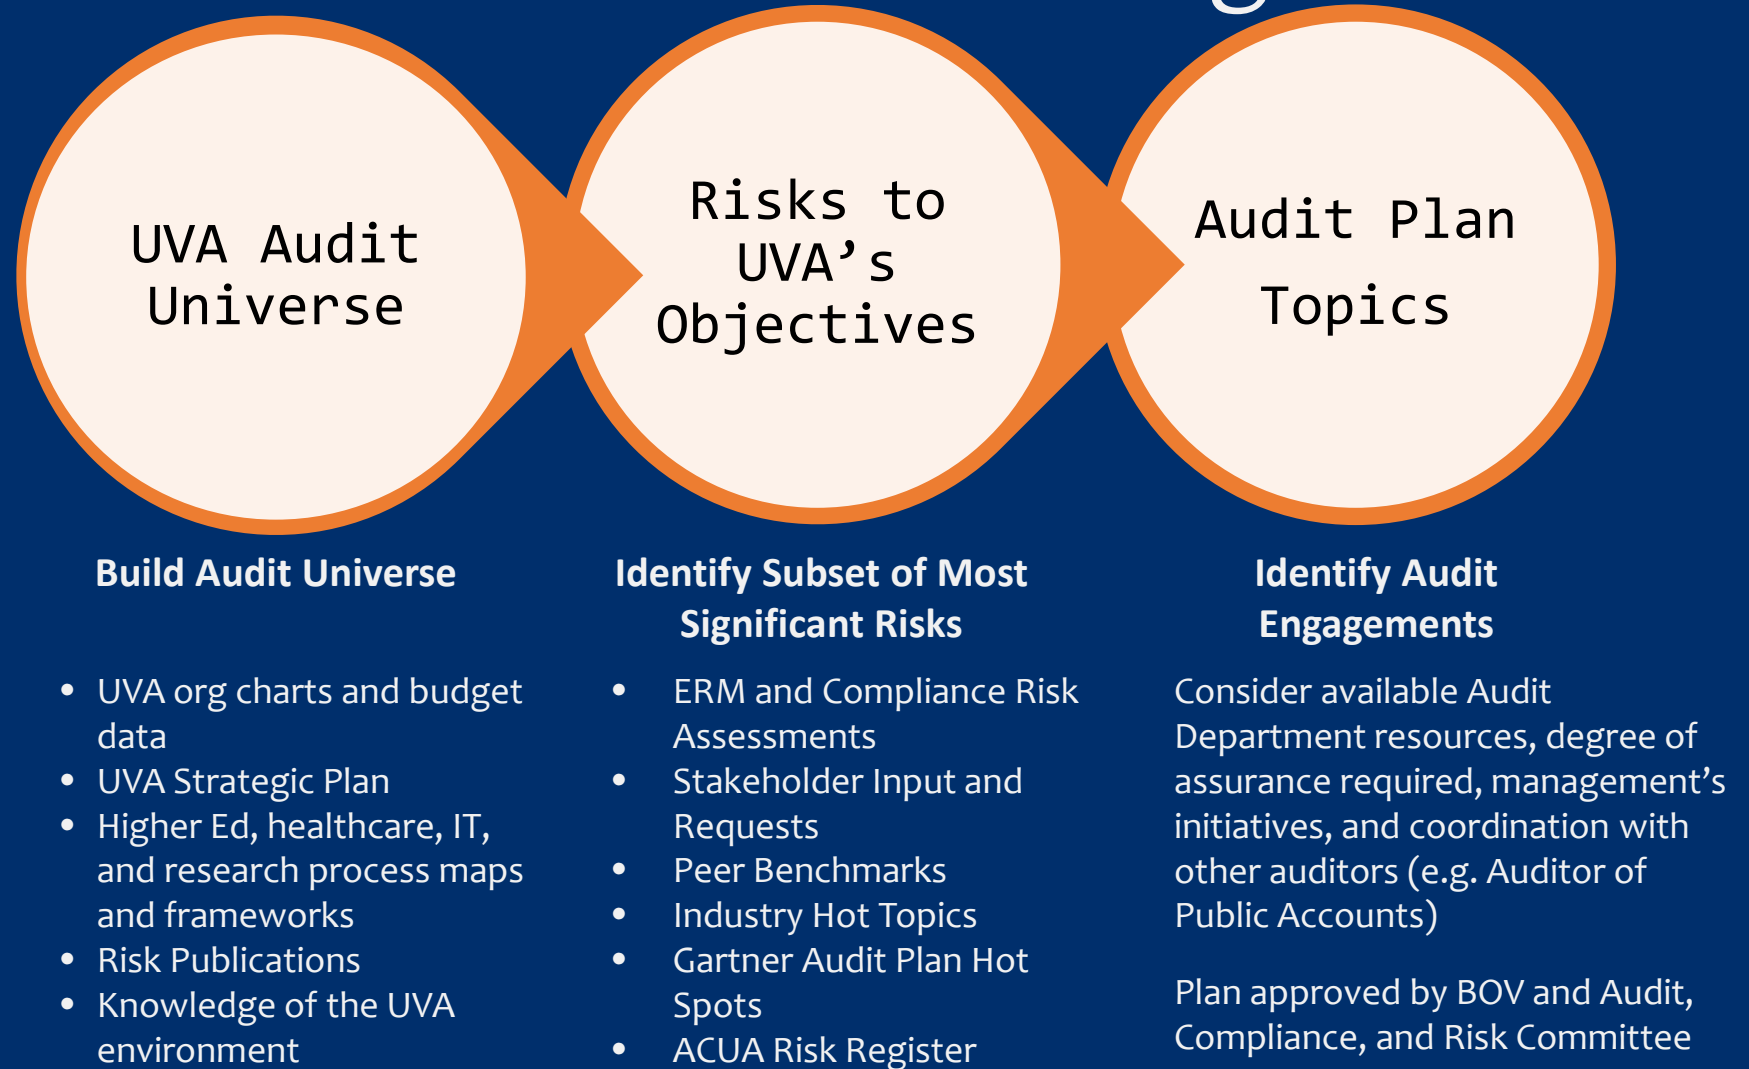 UVA Audit
Universe
Risks to
UVA’s
Objectives
Audit Plan
Topics
Build Audit Universe
• UVA org charts and budget
data
• UVA Strategic Plan
• Higher Ed, healthcare, IT,
and research process maps
and frameworks
• Risk Publications
• Knowledge of the UVA
environment
Identify Subset of Most
Significant Risks
• ERM and Compliance Risk
Assessments
• Stakeholder Input and
Requests
• Peer Benchmarks
• Industry Hot Topics
• Gartner Audit Plan Hot
Spots
• ACUA Risk Register
Identify Audit
Engagements
Consider available Audit
Department resources, degree of
assurance required, management’s
initiatives, and coordination with
other auditors (e.g. Auditor of
Public Accounts)
Plan approved by BOV and Audit,
Compliance, and Risk Committee